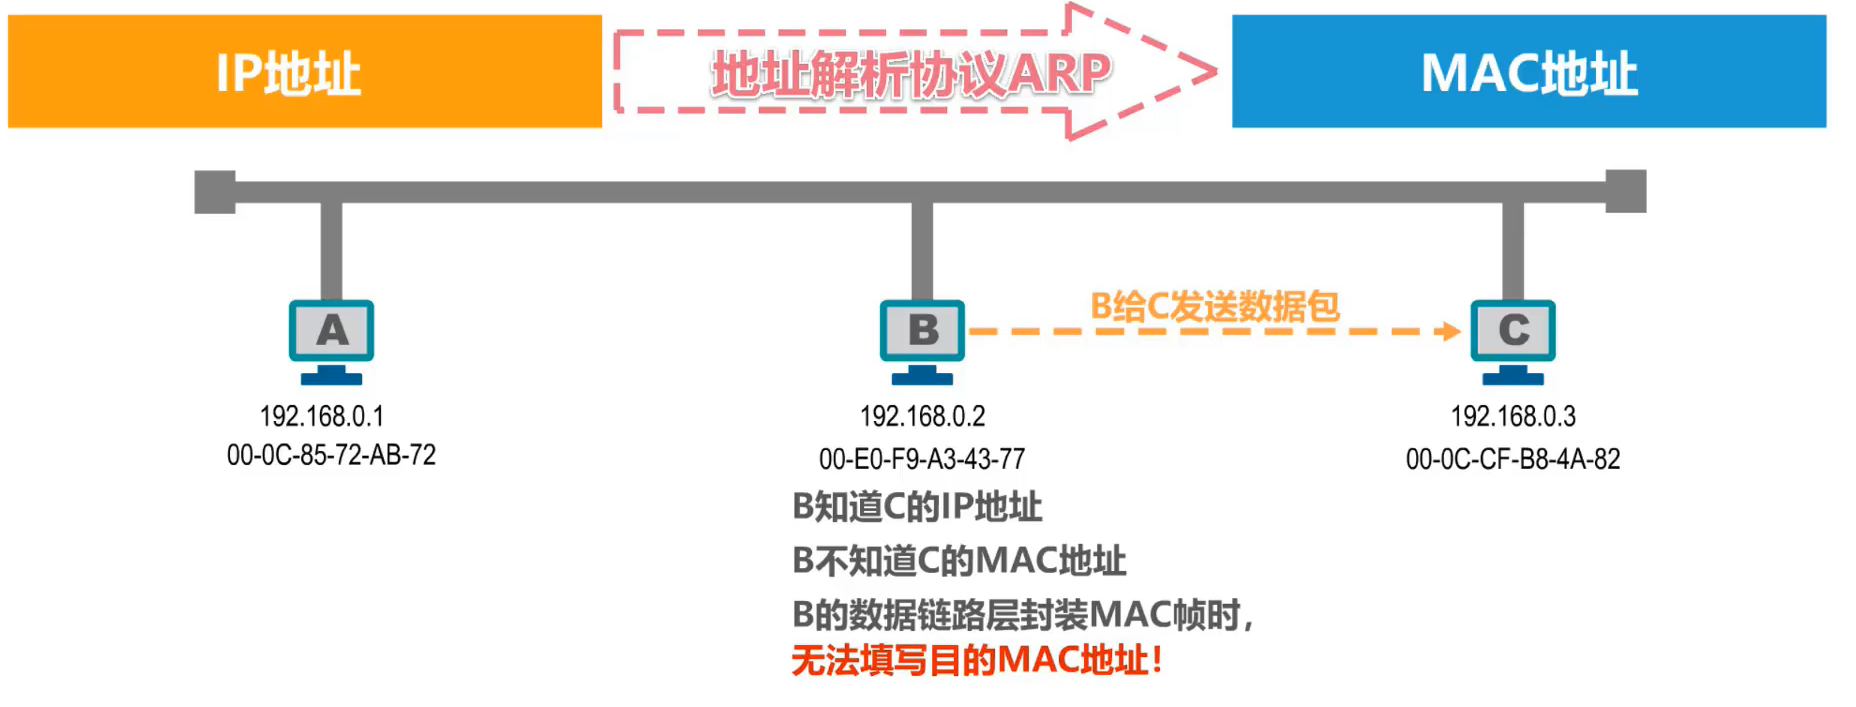 IP地址
地址解析协议ARP
MAC地址
B给C发送数据包
A
B
C
192.168.0.1
192.168.0.2
192.168.0.3
00-0C-85-72-AB-72
00-E0-F9-A3-43-77
00-0C-CF-B8-4A-82
B知道C的IP地址
B不知道C的MAC地址
B的数据链路层封装MAC帧时，
无法填写目的MAC地址！